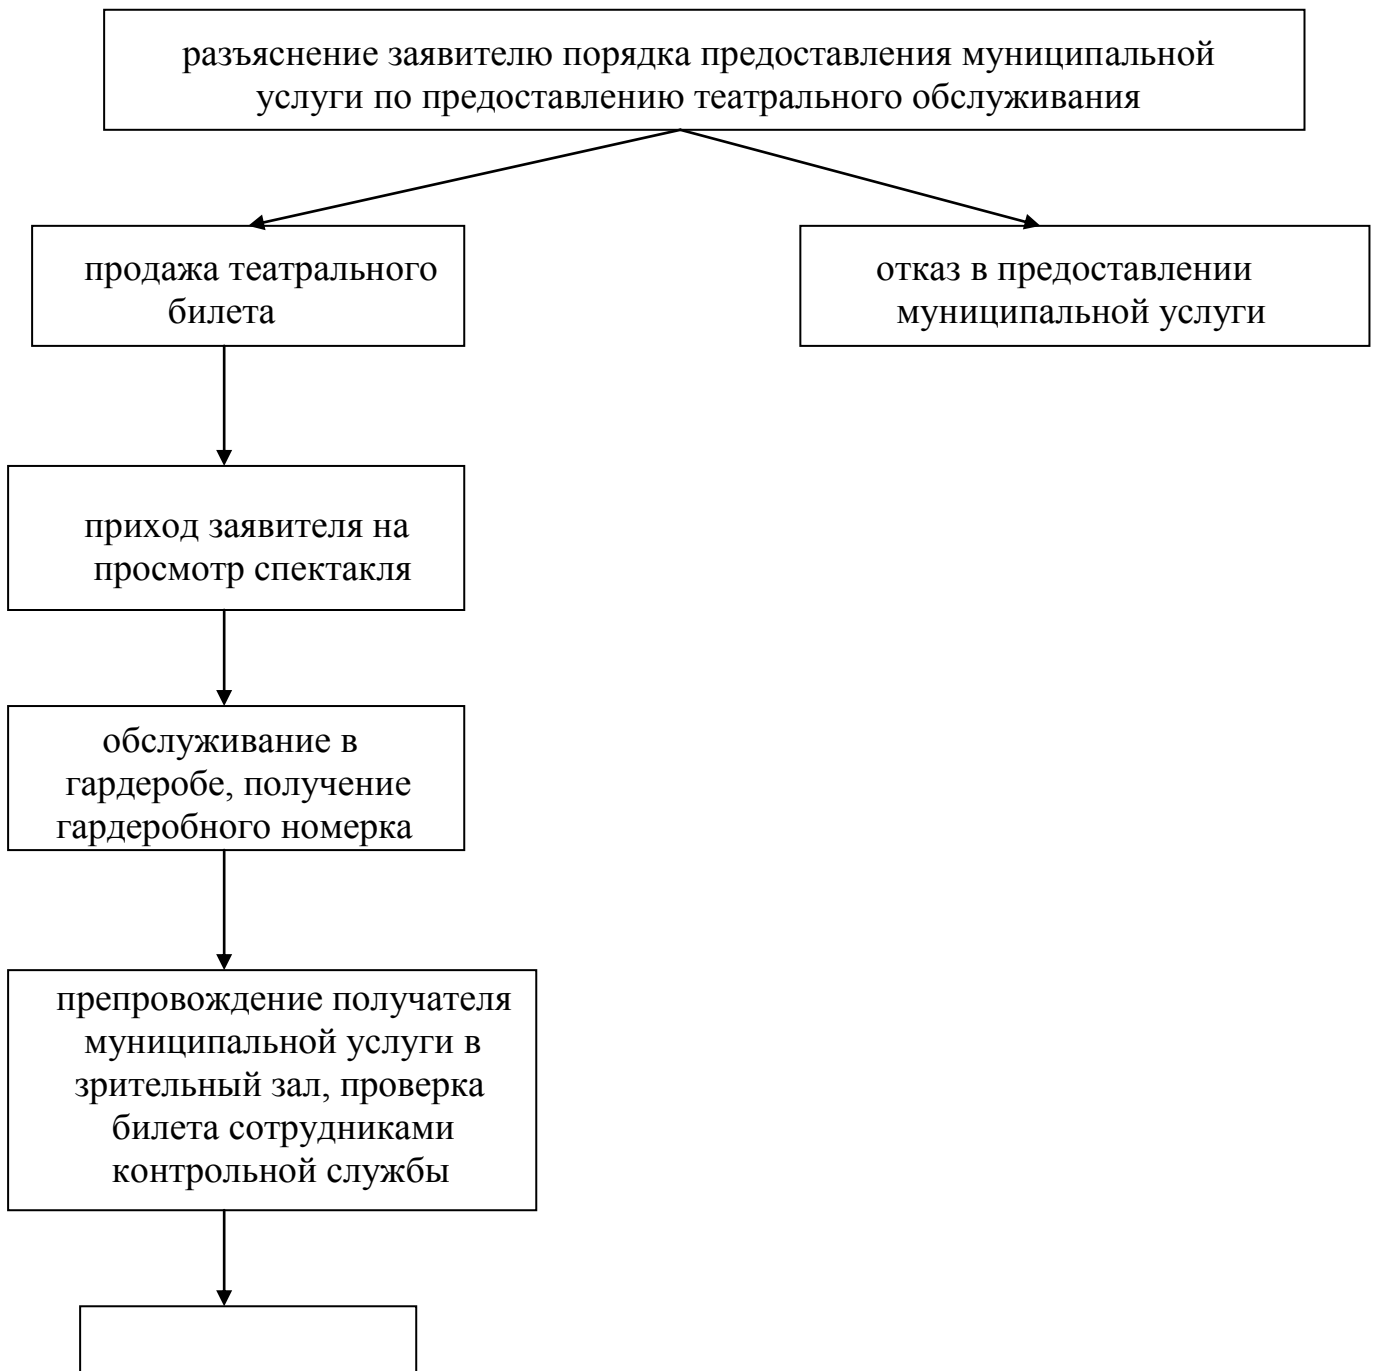 разъяснение заявителю порядка предоставления муниципальной
услуги по предоставлению театрального обслуживания
продажа театрального
билета
отказ в предоставлении
муниципальной услуги
приход заявителя на
просмотр спектакля
обслуживание в
гардеробе, получение
гардеробного номерка
препровождение получателя
муниципальной услуги в
зрительный зал, проверка
билета сотрудниками
контрольной службы